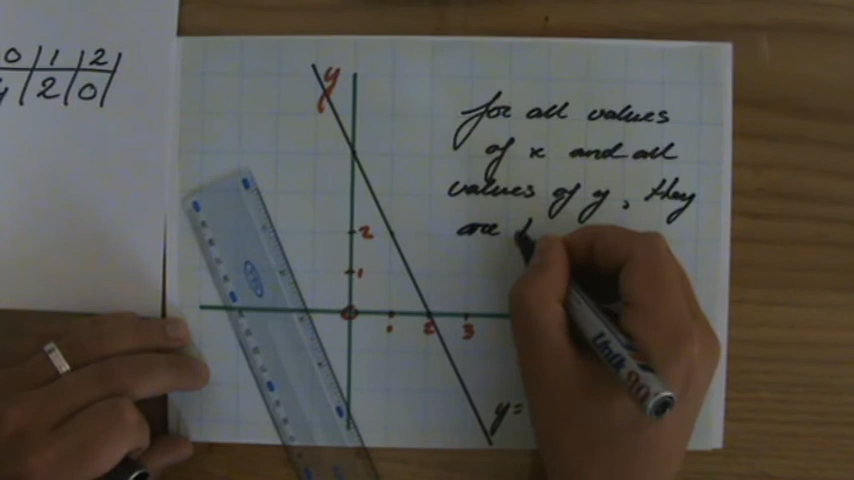 0 | 1 | 2
4 | 2 | 0
y
for all values
of x and all
values of y, they
are
2
1
0
1 2 3
y=